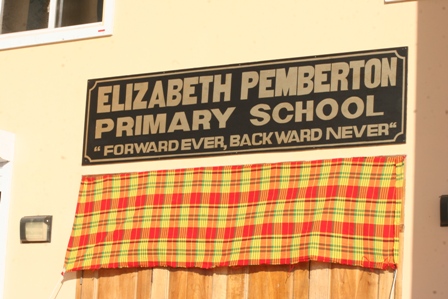 ELIZABETH PEMBERTON
PRIMARY SCHOOL
“FORWARD EVER, BACKWARD NEVER“